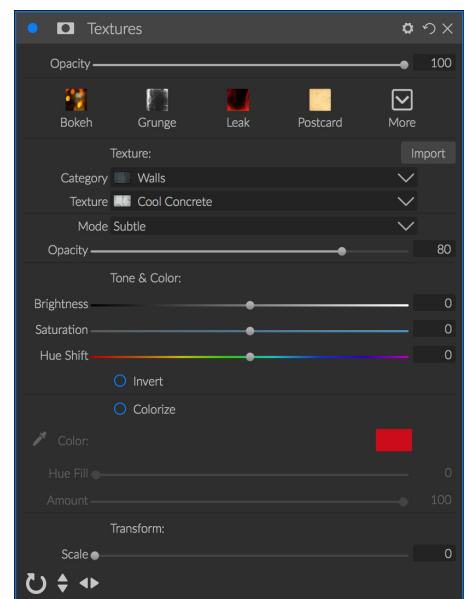 Textures
Opacity 100
Bokeh Grunge Leak Postcard More
Texture: Import
Category Walls
Texture Cool Concrete
Mode Subtle
Opacity 80
Tone & Color:
Brightness 0
Saturation 0
Hue Shift 0
Invert
Colorize
Color:
Hue Fill 0
Amount 100
Transform:
Scale 0